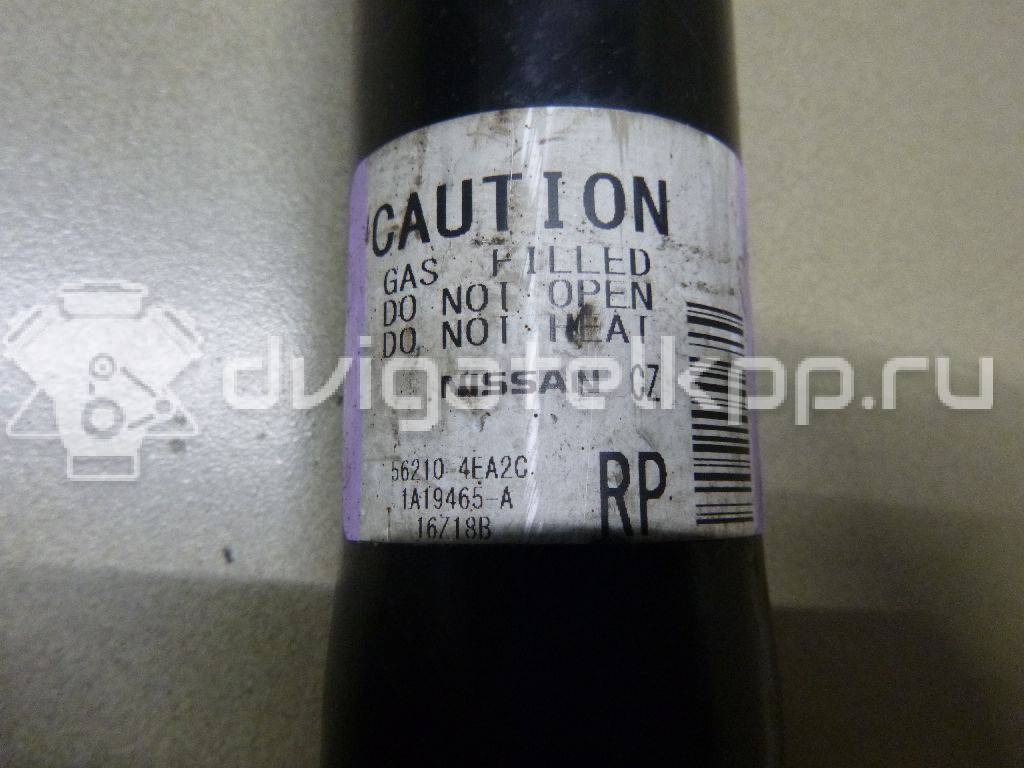 CAUTION
GAS FILLED
DO NOT OPEN
DO NOT HEAT
NISSAN CZ
dvigatelkpp.ru
56210-4EA2C
1A19465-A
16Z18B
RP